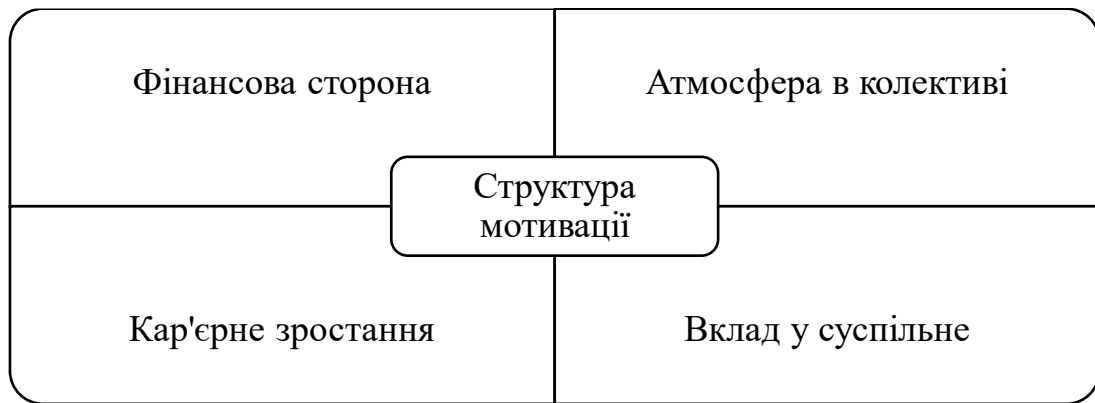 Фінансова сторона
Атмосфера в колективі
Структура
мотивації
Кар'єрне зростання
Вклад у суспільне